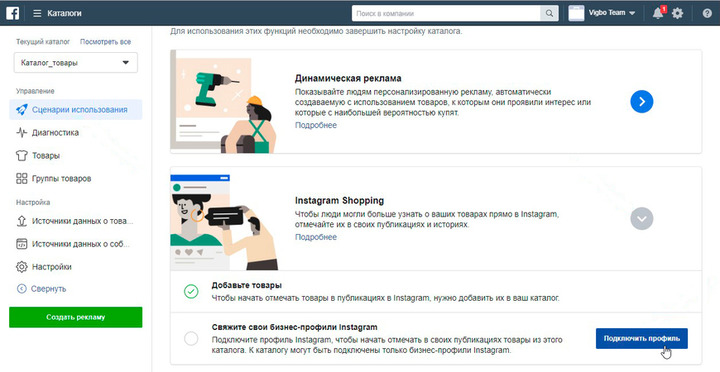 Каталоги
Поиск в компании
Vigbo Team
1
Текущий каталог Посмотреть все
Каталог_товары
Управление
Сценарии использования
Диагностика
Товары
Группы товаров
Настройка
Источники данных о това...
Источники данных о соб...
Настройки
Свернуть
Создать рекламу
Для использования этих функций необходимо завершить настройку каталога.
Динамическая реклама
Показывайте людям персонализированную рекламу, автоматически
создаваемую с использованием товаров, к которым они проявили интерес или
которые с наибольшей вероятностью купят.
Подробнее
Instagram Shopping
Чтобы люди могли больше узнать о ваших товарах прямо в Instagram,
отмечайте их в своих публикациях и историях.
Подробнее
Добавьте товары
Чтобы начать отмечать товары в публикациях в Instagram, нужно добавить их в ваш каталог.
Свяжите свои бизнес-профили Instagram
Подключите профиль Instagram, чтобы начать отмечать в своих публикациях товары из этого
каталога. К каталогу могут быть подключены только бизнес-профили Instagram.
Подключить профиль